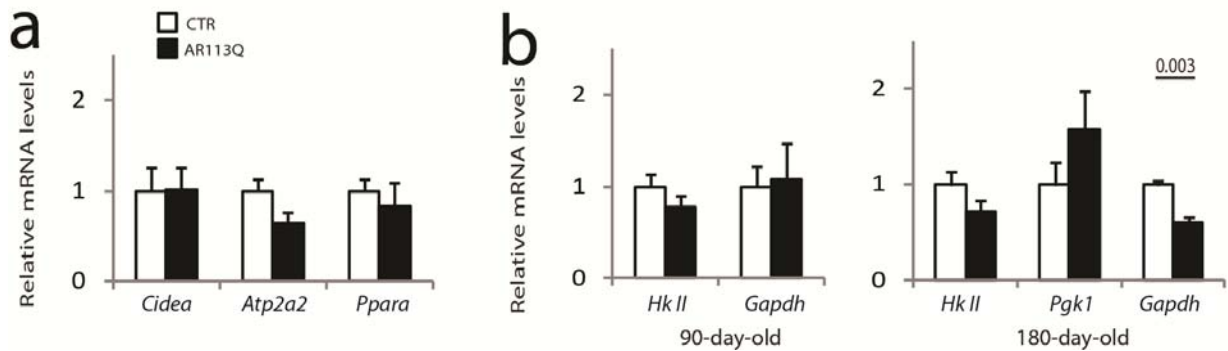 a
CTR
AR113Q
Relative mRNA levels
2
1
0
Cidea Atp2a2 Ppara
b
Relative mRNA levels
2
1
0
Hk II Gapdh
90-day-old
0.003
2
1
0
Hk II Pgk1 Gapdh
180-day-old